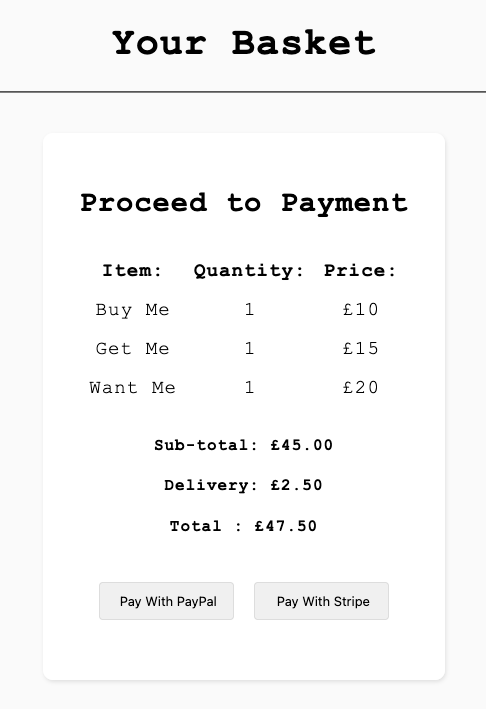 Your Basket
Proceed to Payment
Item: Quantity: Price:
Buy Me 1 £10
Get Me 1 £15
Want Me 1 £20
Sub-total: £45.00
Delivery: £2.50
Total : £47.50
Pay With PayPal Pay With Stripe